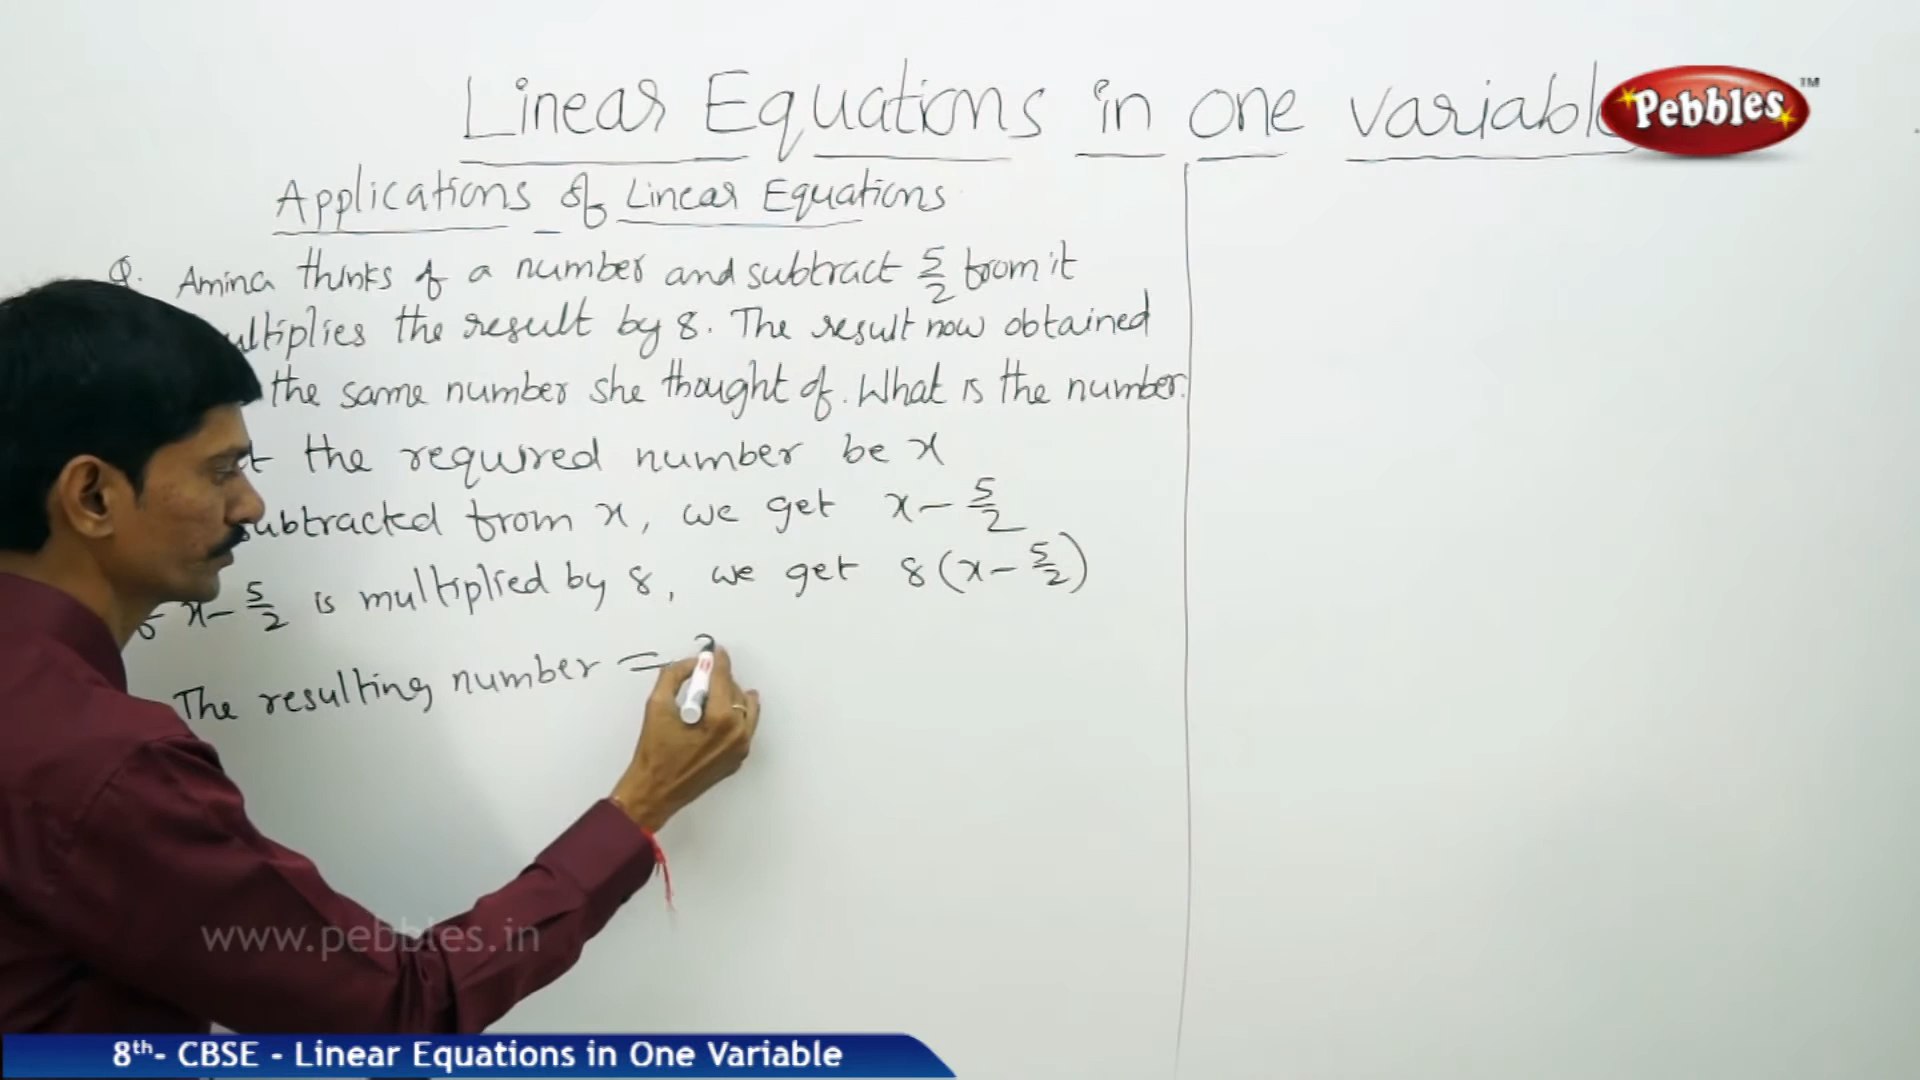 Linear Equations in one variabl
Pebbles™
Applications of Linear Equations
Q. Amina thinks of a number and subtract 5/2 from it
ultiplies the result by 8. The result now obtained
the same number she thought of. What is the number.
t the required number be x
subtracted from x, we get x - 5/2
x - 5/2 is multiplied by 8, we get 8(x - 5/2)
The resulting number =
www.pebbles.in
8th- CBSE - Linear Equations in One Variable